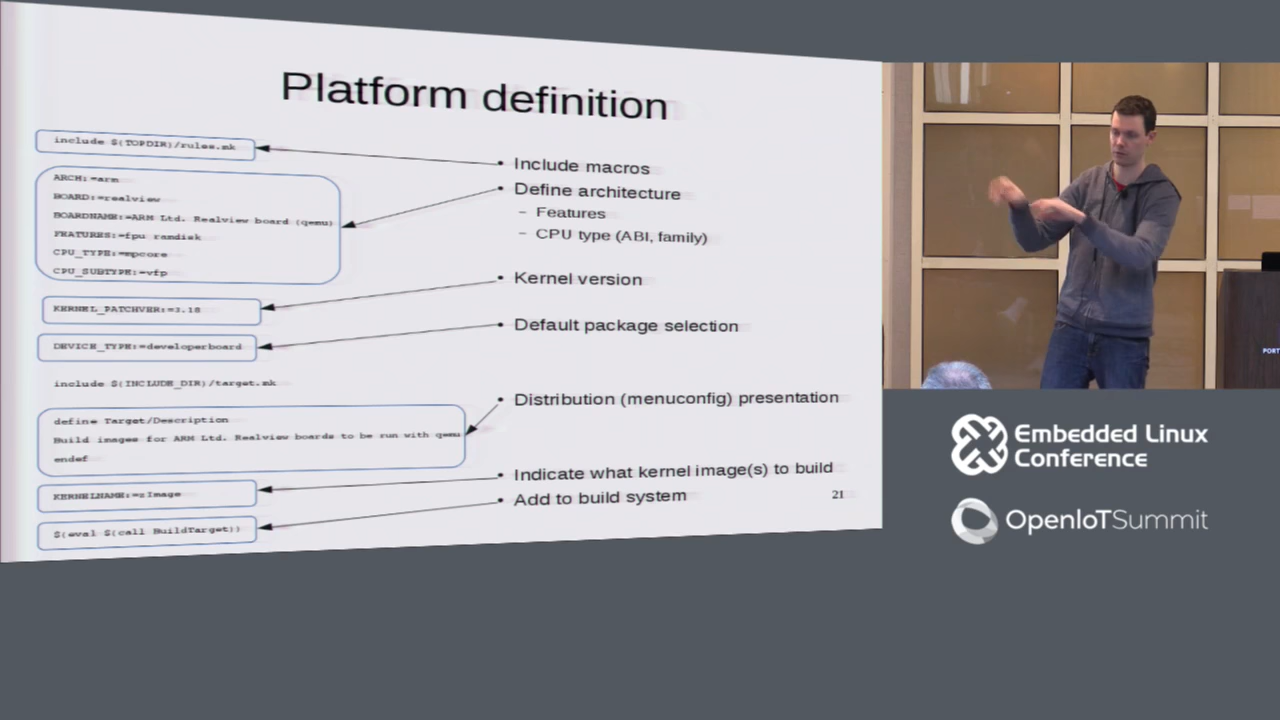 Platform definition
include $(TOPDIR)/rules.mk
ARCH:=arm
BOARD:=realview
BOARDNAME:=ARM Ltd. Realview board (qemu)
FEATURES:=fpu ramdisk
CPU_TYPE:=mpcore
CPU_SUBTYPE:=vfp
KERNEL_PATCHVER:=3.18
DEVICE_TYPE:=developerboard
include $(INCLUDE_DIR)/target.mk
define Target/Description
Build images for ARM Ltd. Realview boards to be run with qemu
endef
KERNELNAME:=zImage
$(eval $(call BuildTarget))
• Include macros
• Define architecture
– Features
– CPU type (ABI, family)
• Kernel version
• Default package selection
• Distribution (menuconfig) presentation
• Indicate what kernel image(s) to build
• Add to build system
21
PORT
Embedded Linux
Conference
OpenIoTSummit